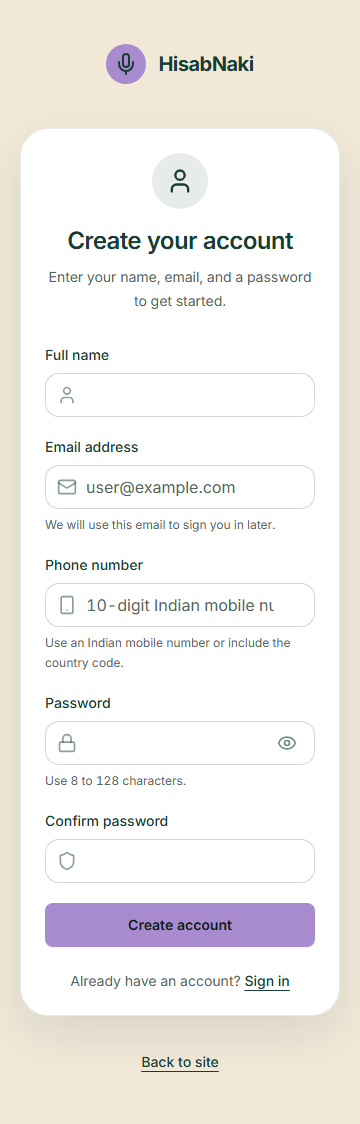 HisabNaki
Create your account
Enter your name, email, and a password
to get started.
Full name
Email address
user@example.com
We will use this email to sign you in later.
Phone number
10-digit Indian mobile
Use an Indian mobile number or include the
country code.
Password
Use 8 to 128 characters.
Confirm password
Create account
Already have an account? Sign in
Back to site